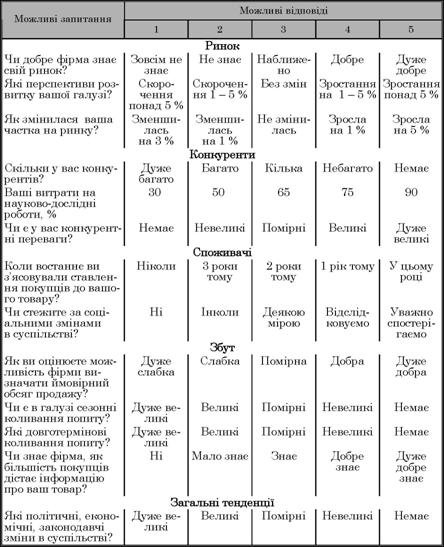 Можливі запитання
Можливі відповіді
1 2 3 4 5
Ринок
Чи добре фірма знає свій ринок? Зовсім не знає Не знає Наближено Добре Дуже добре
Які перспективи розвитку вашої галузі? Скорочення понад 5 % Скорочення 1 – 5 % Без змін Зростання на 1 – 5 % Зростання понад 5 %
Як змінилася ваша частка на ринку? Зменшилась на 3 % Зменшилась на 1 % Не змінилась Зросла на 1 % Зросла на 5 %
Конкуренти
Скільки у вас конкурентів? Дуже багато Багато Кілька Небагато Немає
Ваші витрати на науково-дослідні роботи, % 30 50 65 75 90
Чи є у вас конкурентні переваги? Немає Невеликі Помірні Великі Дуже великі
Споживачі
Коли востаннє ви з'ясовували ставлення покупців до вашого товару? Ніколи 3 роки тому 2 роки тому 1 рік тому У цьому році
Чи стежите за соціальними змінами в суспільстві? Ні Інколи Деякою мірою Відслідковуємо Уважно спостерігаємо
Збут
Як ви оцінюєте можливість фірми визначати ймовірний обсяг продажу? Дуже слабка Слабка Помірна Добра Дуже добра
Чи є в галузі сезонні коливання попиту? Дуже великі Великі Помірні Невеликі Немає
Які довготермінові коливання попиту? Дуже великі Великі Помірні Невеликі Немає
Чи знає фірма, як більшість покупців дістає інформацію про ваш товар? Ні Мало знає Знає Добре знає Дуже добре знає
Загальні тенденції
Які політичні, економічні, законодавчі зміни в суспільстві? Дуже великі Великі Помірні Невеликі Немає